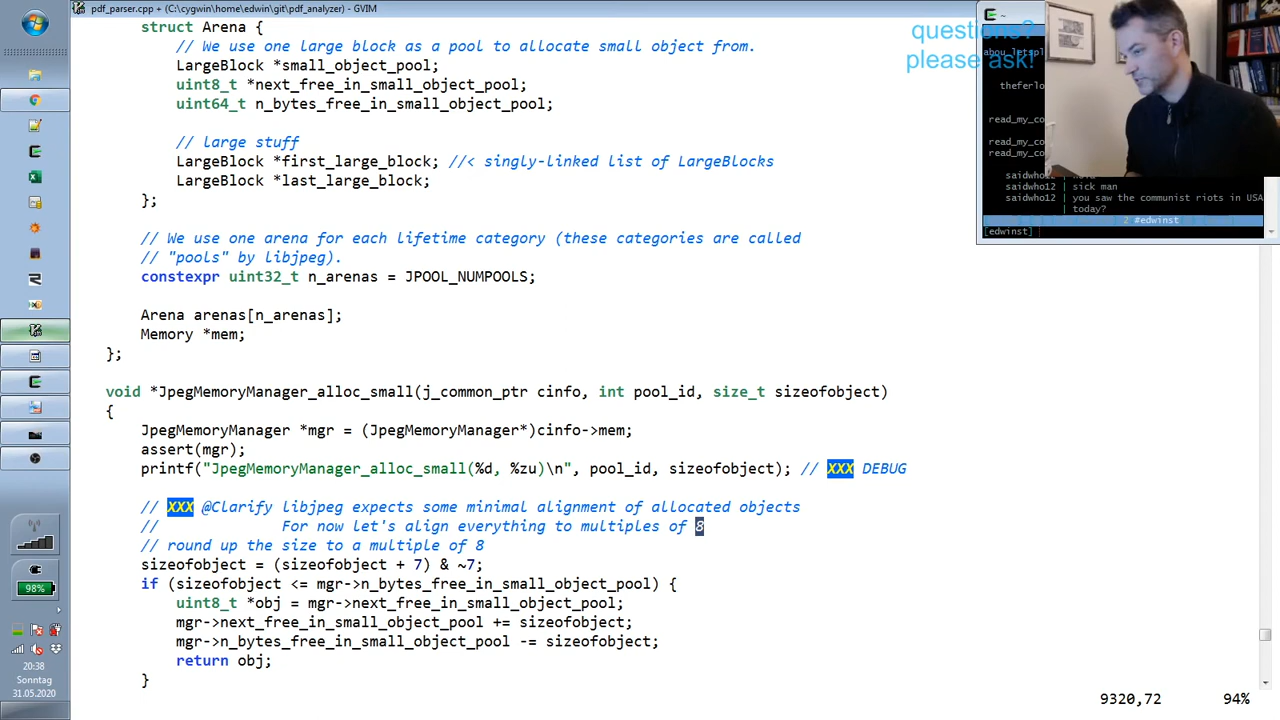 pdf_parser.cpp + (C:\cygwin\home\edwin\git\pdf_analyzer) - GVIM
struct Arena {
// We use one large block as a pool to allocate small object from.
LargeBlock *small_object_pool;
uint8_t *next_free_in_small_object_pool;
uint64_t n_bytes_free_in_small_object_pool;
// large stuff
LargeBlock *first_large_block; //< singly-linked list of LargeBlocks
LargeBlock *last_large_block;
};
// We use one arena for each lifetime category (these categories are called
// "pools" by libjpeg).
constexpr uint32_t n_arenas = JPOOL_NUMPOOLS;
Arena arenas[n_arenas];
Memory *mem;
};
void *JpegMemoryManager_alloc_small(j_common_ptr cinfo, int pool_id, size_t sizeofobject)
{
JpegMemoryManager *mgr = (JpegMemoryManager*)cinfo->mem;
assert(mgr);
printf("JpegMemoryManager_alloc_small(%d, %zu)\n", pool_id, sizeofobject); // XXX DEBUG
// XXX @Clarify libjpeg expects some minimal alignment of allocated objects
// For now let's align everything to multiples of 8
// round up the size to a multiple of 8
sizeofobject = (sizeofobject + 7) & ~7;
if (sizeofobject <= mgr->n_bytes_free_in_small_object_pool) {
uint8_t *obj = mgr->next_free_in_small_object_pool;
mgr->next_free_in_small_object_pool += sizeofobject;
mgr->n_bytes_free_in_small_object_pool -= sizeofobject;
return obj;
}
9320,72 94%
questions?
please ask!
~
theferlo
read_my_co
read_my_co
read_my_co
saidwho12 |
saidwho12 | sick man
saidwho12 | you saw the communist riots in USA
| today?
2 #edwinst
[edwinst]
98%
20:38
Sonntag
31.05.2020